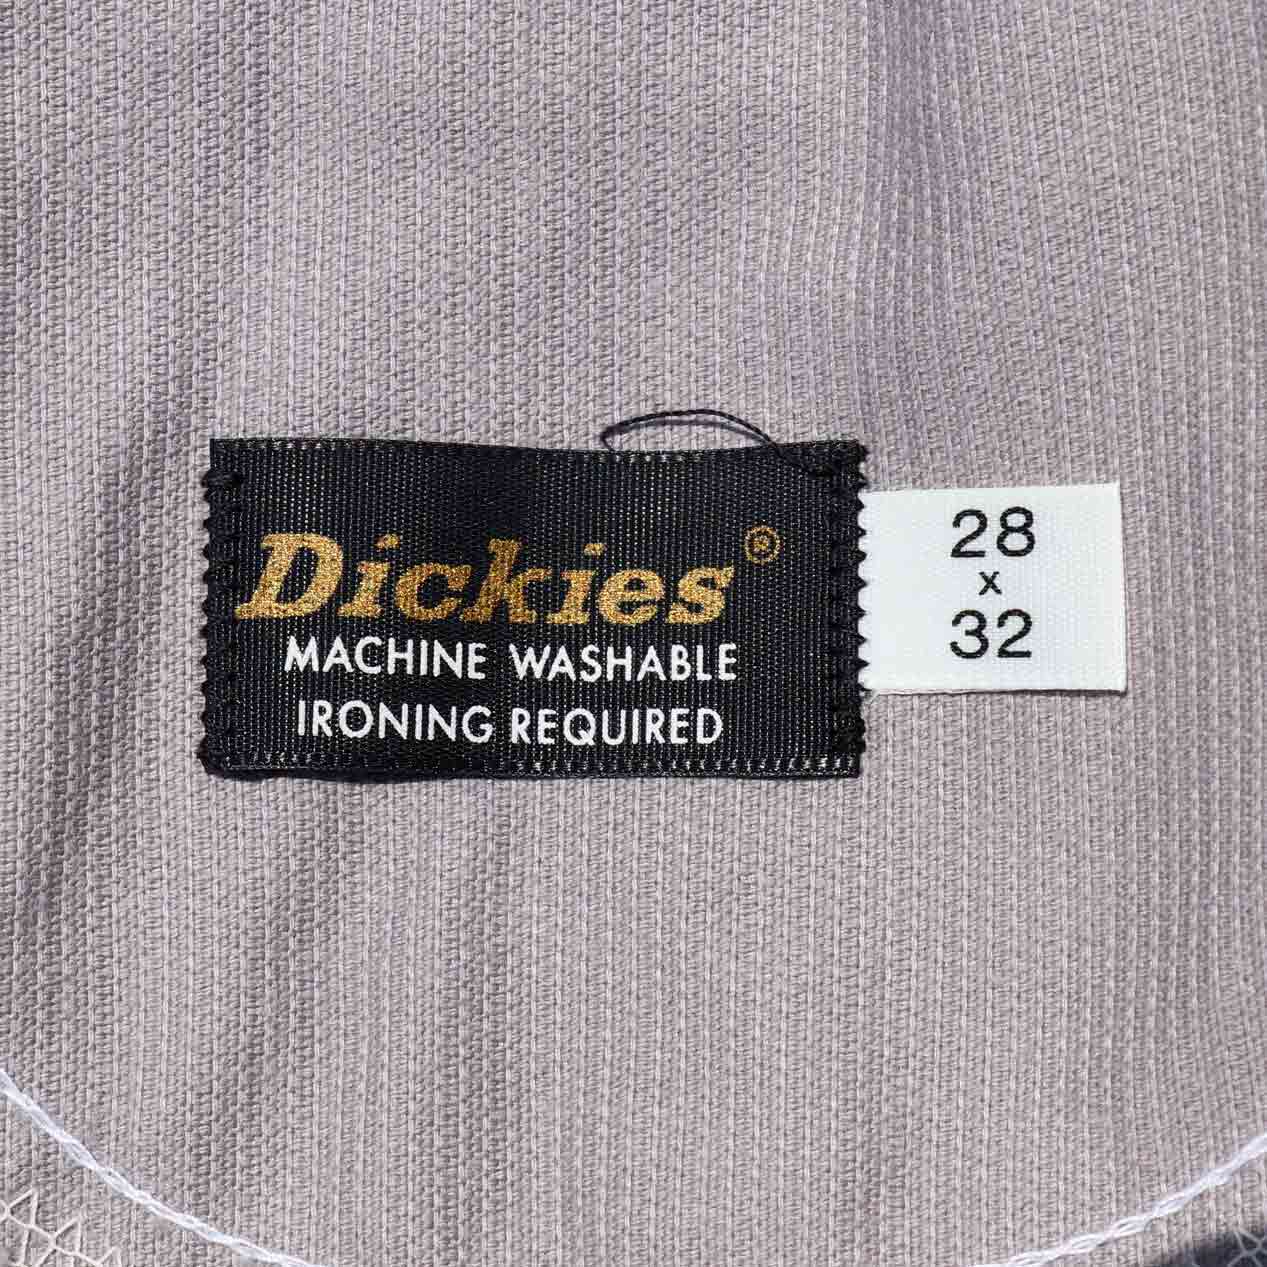 Dickies®
MACHINE WASHABLE
IRONING REQUIRED
28
x
32